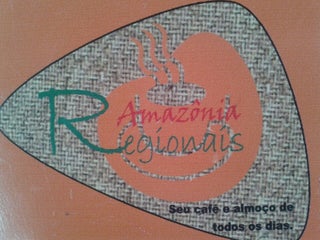 Amazônia
Regionais
Seu café e almoço de
todos os dias.